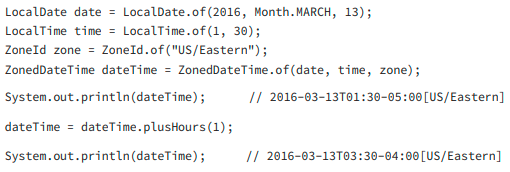 LocalDate date = LocalDate.of(2016, Month.MARCH, 13);
LocalTime time = LocalTime.of(1, 30);
ZoneId zone = ZoneId.of("US/Eastern");
ZonedDateTime dateTime = ZonedDateTime.of(date, time, zone);
System.out.println(dateTime);      // 2016-03-13T01:30-05:00[US/Eastern]
dateTime = dateTime.plusHours(1);
System.out.println(dateTime);      // 2016-03-13T03:30-04:00[US/Eastern]